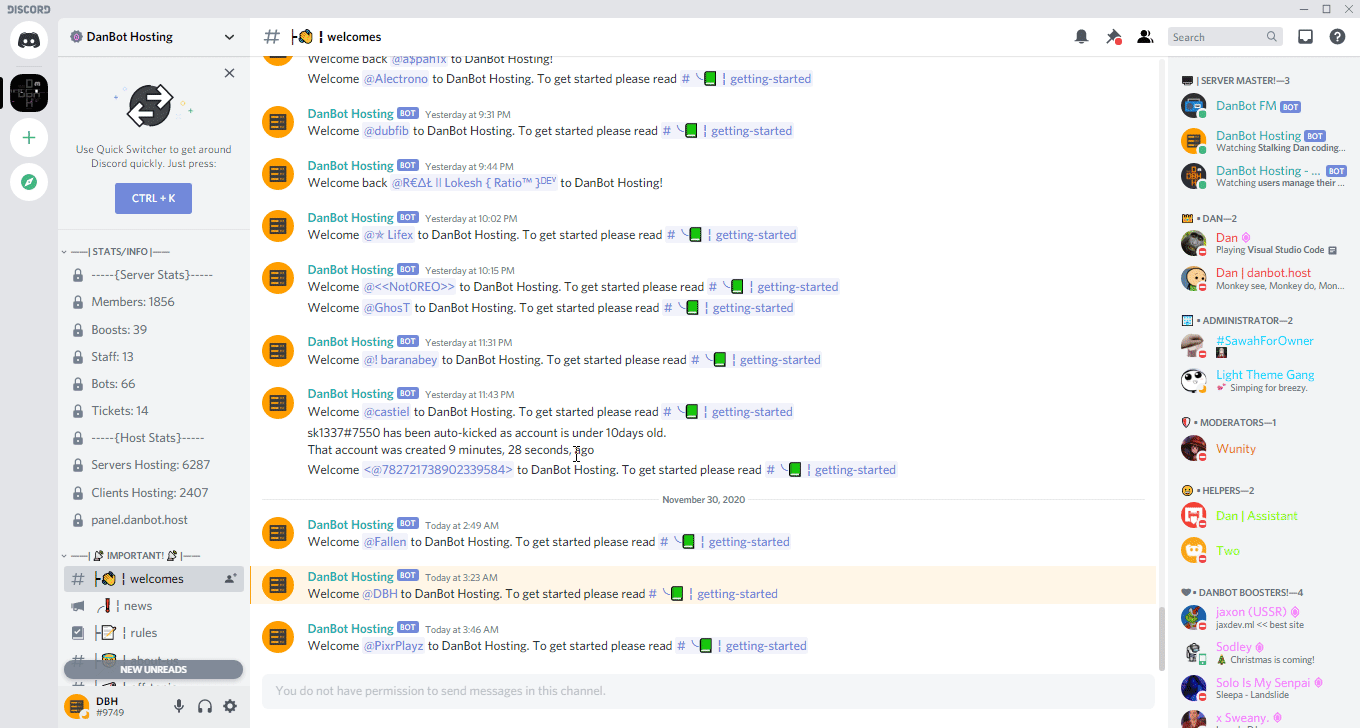 DISCORD
DanBot Hosting
Use Quick Switcher to get around
Discord quickly. Just press:
CTRL + K
——| STATS/INFO |——
-----{Server Stats}-----
Members: 1856
Boosts: 39
Staff: 13
Bots: 66
Tickets: 14
-----{Host Stats}-----
Servers Hosting: 6287
Clients Hosting: 2407
panel.danbot.host
——| IMPORTANT! |——
welcomes
news
rules
NEW UNREADS
DBH
#9749
# ¦ welcomes
Search
Welcome back @a$pah1x to DanBot Hosting!
Welcome @Alectrono to DanBot Hosting. To get started please read # ¦ getting-started
DanBot Hosting BOT Yesterday at 9:31 PM
Welcome @dubfib to DanBot Hosting. To get started please read # ¦ getting-started
DanBot Hosting BOT Yesterday at 9:44 PM
Welcome back @R€ΔŁ || Lokesh { Ratio™ }ᴰᴱⱽ to DanBot Hosting!
DanBot Hosting BOT Yesterday at 10:02 PM
Welcome @✯ Lifex to DanBot Hosting. To get started please read # ¦ getting-started
DanBot Hosting BOT Yesterday at 10:15 PM
Welcome @<<Not0REO>> to DanBot Hosting. To get started please read # ¦ getting-started
Welcome @GhosT to DanBot Hosting. To get started please read # ¦ getting-started
DanBot Hosting BOT Yesterday at 11:31 PM
Welcome @! baranabey to DanBot Hosting. To get started please read # ¦ getting-started
DanBot Hosting BOT Yesterday at 11:43 PM
Welcome @castiel to DanBot Hosting. To get started please read # ¦ getting-started
sk1337#7550 has been auto-kicked as account is under 10days old.
That account was created 9 minutes, 28 seconds, ago
Welcome <@782721738902339584> to DanBot Hosting. To get started please read # ¦ getting-started
November 30, 2020
DanBot Hosting BOT Today at 2:49 AM
Welcome @Fallen to DanBot Hosting. To get started please read # ¦ getting-started
DanBot Hosting BOT Today at 3:23 AM
Welcome @DBH to DanBot Hosting. To get started please read # ¦ getting-started
DanBot Hosting BOT Today at 3:46 AM
Welcome @PixrPlayz to DanBot Hosting. To get started please read # ¦ getting-started
You do not have permission to send messages in this channel.
| SERVER MASTER!—3
DanBot FM BOT
DanBot Hosting BOT
Watching Stalking Dan coding...
DanBot Hosting - ... BOT
Watching users manage their ...
• DAN—2
Dan
Playing Visual Studio Code
Dan | danbot.host
Monkey see, Monkey do, Mon...
• ADMINISTRATOR—2
#SawahForOwner
Light Theme Gang
Simping for breezy.
• MODERATORS—1
Wunity
• HELPERS—2
Dan | Assistant
Two
• DANBOT BOOSTERS!—4
jaxon (USSR)
jaxdev.ml << best site
Sodley
Christmas is coming!
Solo Is My Senpai
Sleepa - Landslide
x Sweany.